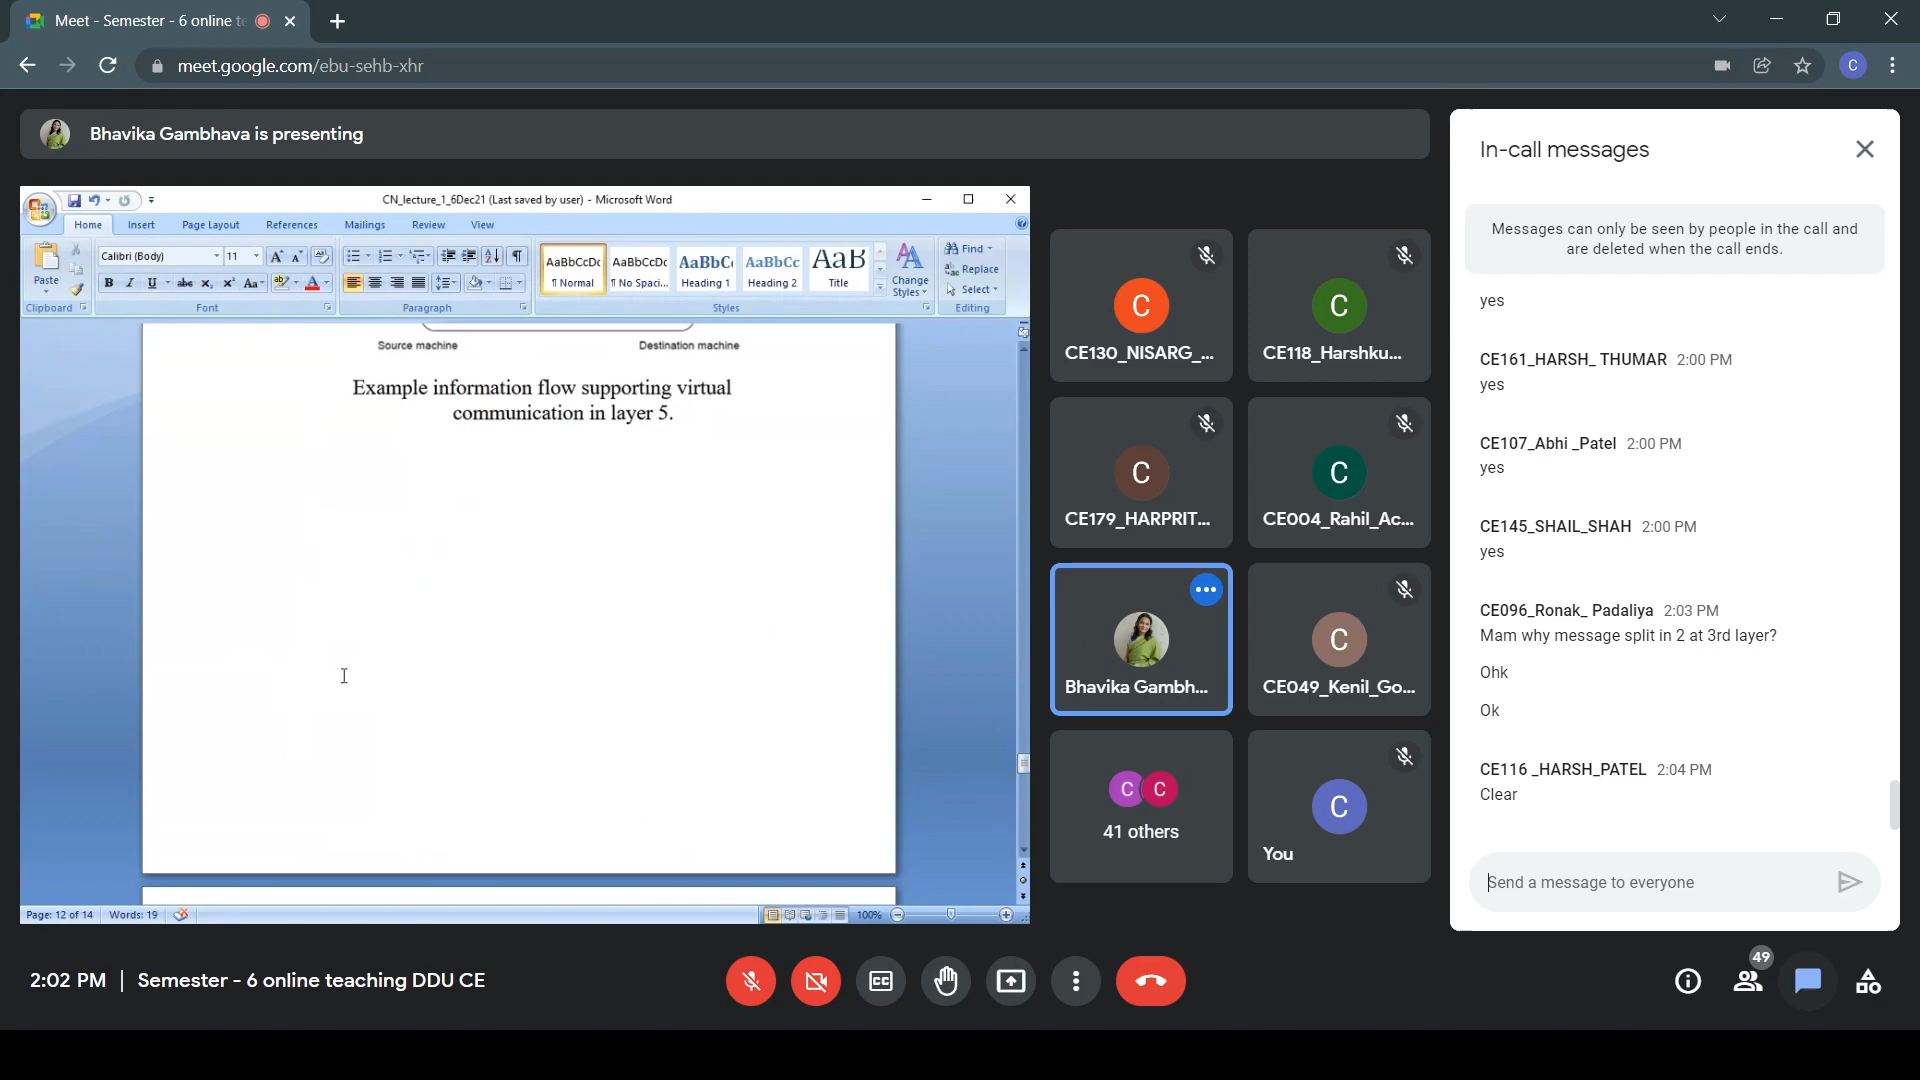 Meet - Semester - 6 online te
meet.google.com/ebu-sehb-xhr
C
Bhavika Gambhava is presenting
CN_lecture_1_6Dec21 (Last saved by user) - Microsoft Word
Home Insert Page Layout References Mailings Review View
Paste
Clipboard
Calibri (Body) 11
B I U abc X₂ X² Aa
Font
Paragraph
AaBbCcDc AaBbCcDc AaBbC AaBbCc AaB
¶ Normal ¶ No Spaci... Heading 1 Heading 2 Title
Change Styles
Styles
Find
Replace
Select
Editing
Source machine Destination machine
Example information flow supporting virtual
communication in layer 5.
Page: 12 of 14 Words: 19 100%
C
CE130_NISARG_...
C
CE118_Harshku...
C
CE179_HARPRIT...
C
CE004_Rahil_Ac...
Bhavika Gambh...
C
CE049_Kenil_Go...
C C
41 others
C
You
In-call messages
Messages can only be seen by people in the call and
are deleted when the call ends.
yes
CE161_HARSH_ THUMAR 2:00 PM
yes
CE107_Abhi _Patel 2:00 PM
yes
CE145_SHAIL_SHAH 2:00 PM
yes
CE096_Ronak_ Padaliya 2:03 PM
Mam why message split in 2 at 3rd layer?
Ohk
Ok
CE116 _HARSH_PATEL 2:04 PM
Clear
Send a message to everyone
2:02 PM | Semester - 6 online teaching DDU CE
CC
49